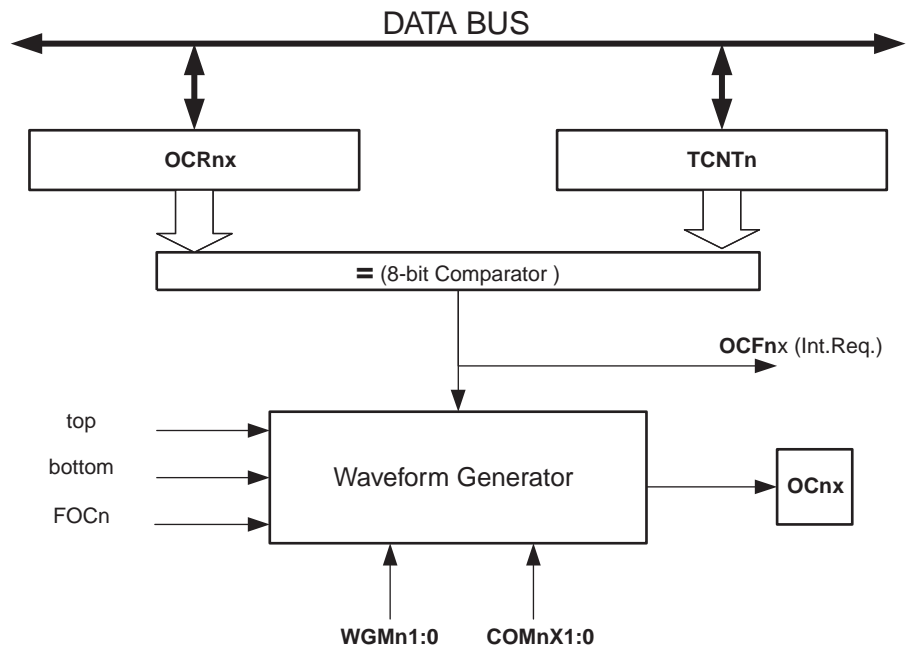 DATA BUS
OCRnx
TCNTn
= (8-bit Comparator )
OCFnx (Int.Req.)
top
bottom
FOCn
Waveform Generator
OCnx
WGMn1:0
COMnX1:0